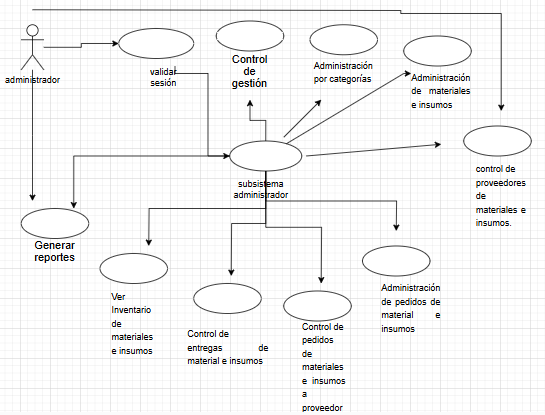 administrador
validar
sesión
Control
de
gestión
Administración
por categorías
Administración
de materiales
e insumos
subsistema
administrador
control de
proveedores
de
materiales e
insumos.
Generar
reportes
Ver
Inventario
de
materiales
e insumos
Control de
entregas de
material e insumos
Control de
pedidos
de
materiales
e insumos
a
proveedor
Administración
de pedidos de
material e
insumos